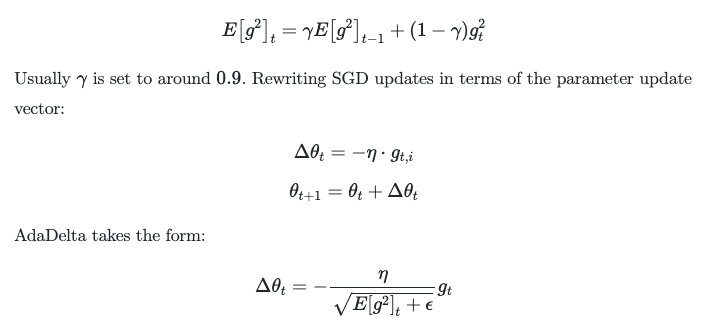 E[g²]ₜ = γE[g²]ₜ₋₁ + (1 − γ)gₜ²
Usually γ is set to around 0.9. Rewriting SGD updates in terms of the parameter update
vector:
Δθₜ = −η · g_{t,i}
θₜ₊₁ = θₜ + Δθₜ
AdaDelta takes the form:
Δθₜ = − η / √(E[g²]ₜ + ϵ) gₜ